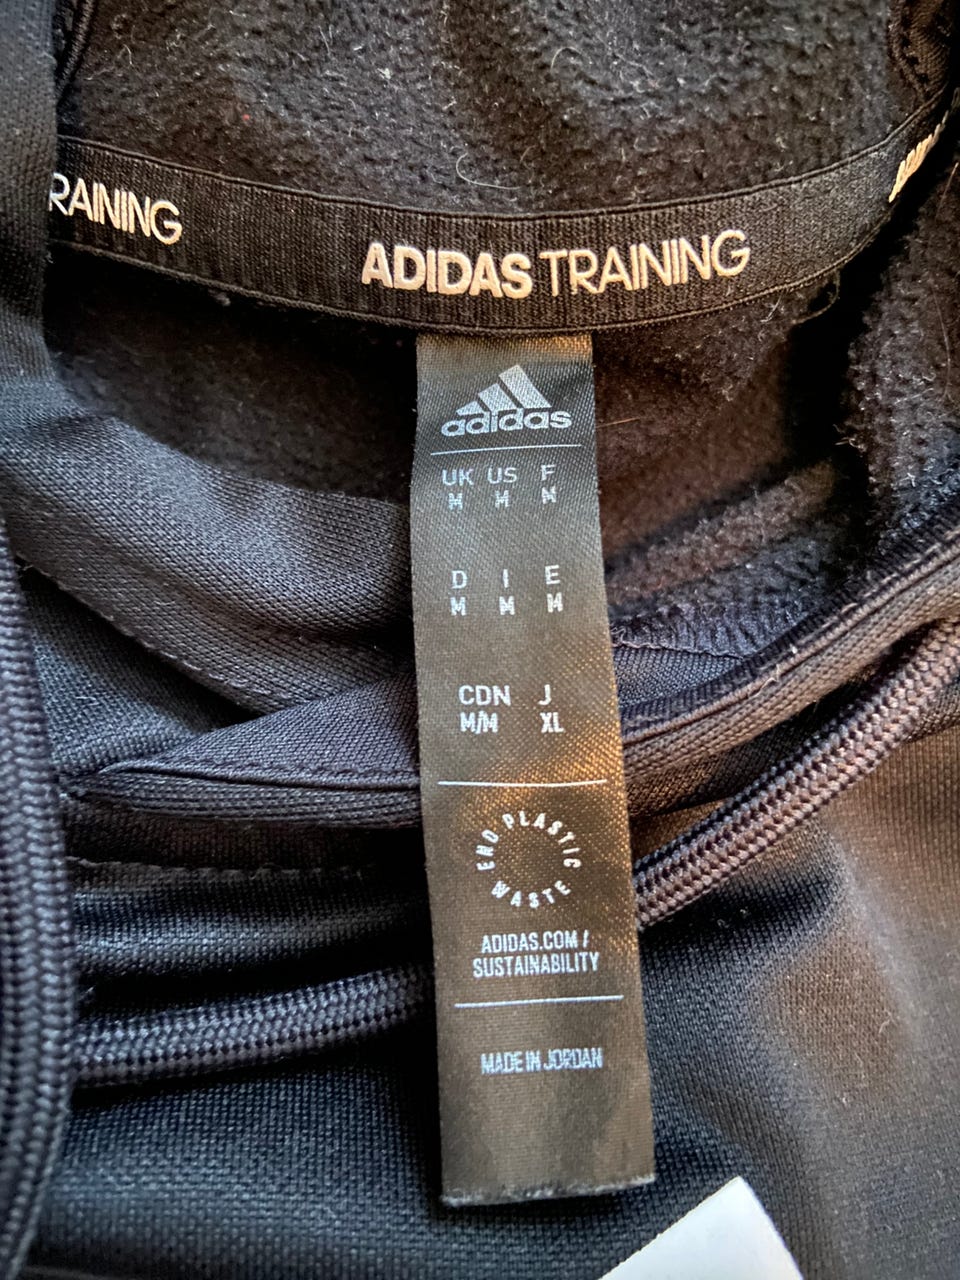 RAINING
ADIDAS TRAINING
adidas
UK US F
M M M
D I E
M M M
CDN J
M/M XL
END PLASTIC WASTE
ADIDAS.COM /
SUSTAINABILITY
MADE IN JORDAN